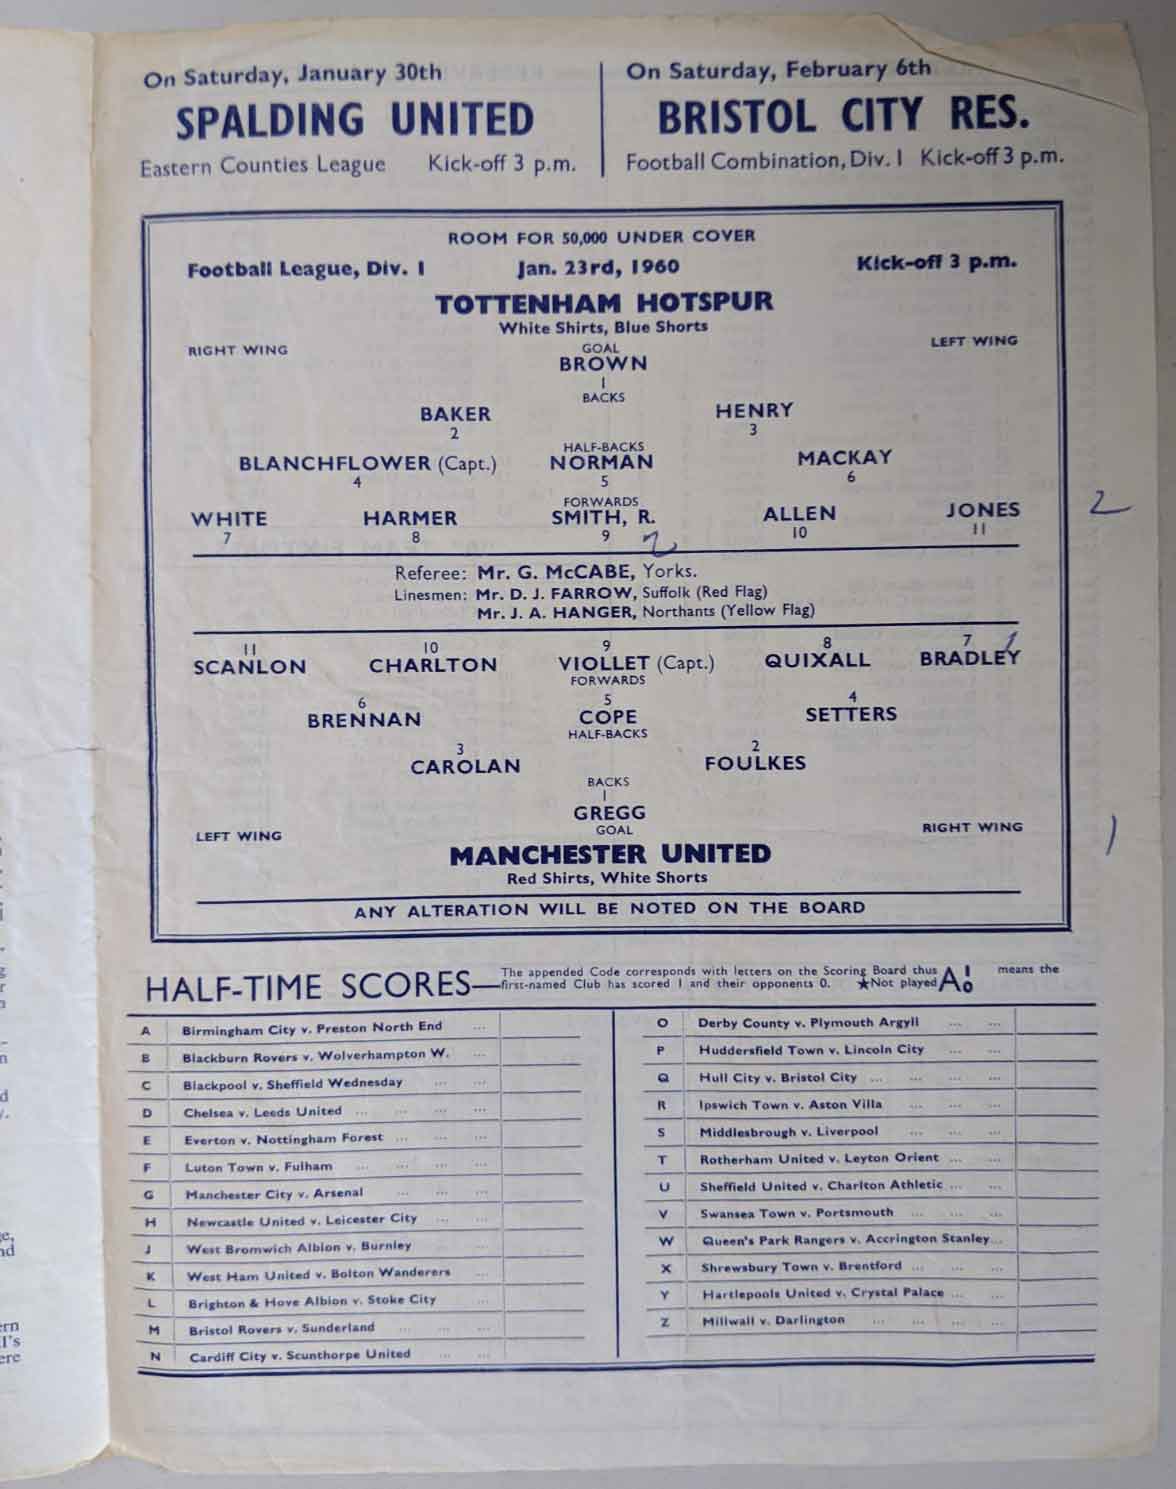 On Saturday, January 30th
SPALDING UNITED
Eastern Counties League Kick-off 3 p.m.
On Saturday, February 6th
BRISTOL CITY RES.
Football Combination, Div. I Kick-off 3 p.m.
ROOM FOR 50,000 UNDER COVER
Football League, Div. I Jan. 23rd, 1960 Kick-off 3 p.m.
TOTTENHAM HOTSPUR
White Shirts, Blue Shorts
RIGHT WING GOAL LEFT WING
BROWN
1
BACKS
BAKER HENRY
2 3
HALF-BACKS
BLANCHFLOWER (Capt.) NORMAN MACKAY
4 5 6
FORWARDS
WHITE HARMER SMITH, R. ALLEN JONES 2
7 8 9 2 10 11
Referee: Mr. G. McCABE, Yorks.
Linesmen: Mr. D. J. FARROW, Suffolk (Red Flag)
Mr. J. A. HANGER, Northants (Yellow Flag)
11 10 9 8 7 1
SCANLON CHARLTON VIOLLET (Capt.) QUIXALL BRADLEY
FORWARDS
6 5 4
BRENNAN COPE SETTERS
HALF-BACKS
3 2
CAROLAN FOULKES
BACKS
1
GREGG
LEFT WING GOAL RIGHT WING 1
MANCHESTER UNITED
Red Shirts, White Shorts
ANY ALTERATION WILL BE NOTED ON THE BOARD
HALF-TIME SCORES—The appended Code corresponds with letters on the Scoring Board thus A 1 0 means the
first-named Club has scored 1 and their opponents 0. ★Not played
A Birmingham City v. Preston North End ...
B Blackburn Rovers v. Wolverhampton W. ...
C Blackpool v. Sheffield Wednesday ... ...
D Chelsea v. Leeds United ... ... ... ...
E Everton v. Nottingham Forest ... ... ...
F Luton Town v. Fulham ... ... ... ...
G Manchester City v. Arsenal ... ... ...
H Newcastle United v. Leicester City ... ...
J West Bromwich Albion v. Burnley ... ...
K West Ham United v. Bolton Wanderers ...
L Brighton & Hove Albion v. Stoke City ...
M Bristol Rovers v. Sunderland ... ... ...
N Cardiff City v. Scunthorpe United ... ...
O Derby County v. Plymouth Argyll ... ...
P Huddersfield Town v. Lincoln City ... ...
Q Hull City v. Bristol City ... ... ... ...
R Ipswich Town v. Aston Villa ... ... ...
S Middlesbrough v. Liverpool ... ... ...
T Rotherham United v. Leyton Orient ... ...
U Sheffield United v. Charlton Athletic ... ...
V Swansea Town v. Portsmouth ... ... ...
W Queen's Park Rangers v. Accrington Stanley...
X Shrewsbury Town v. Brentford ... ... ...
Y Hartlepools United v. Crystal Palace ... ...
Z Millwall v. Darlington ... ... ... ...